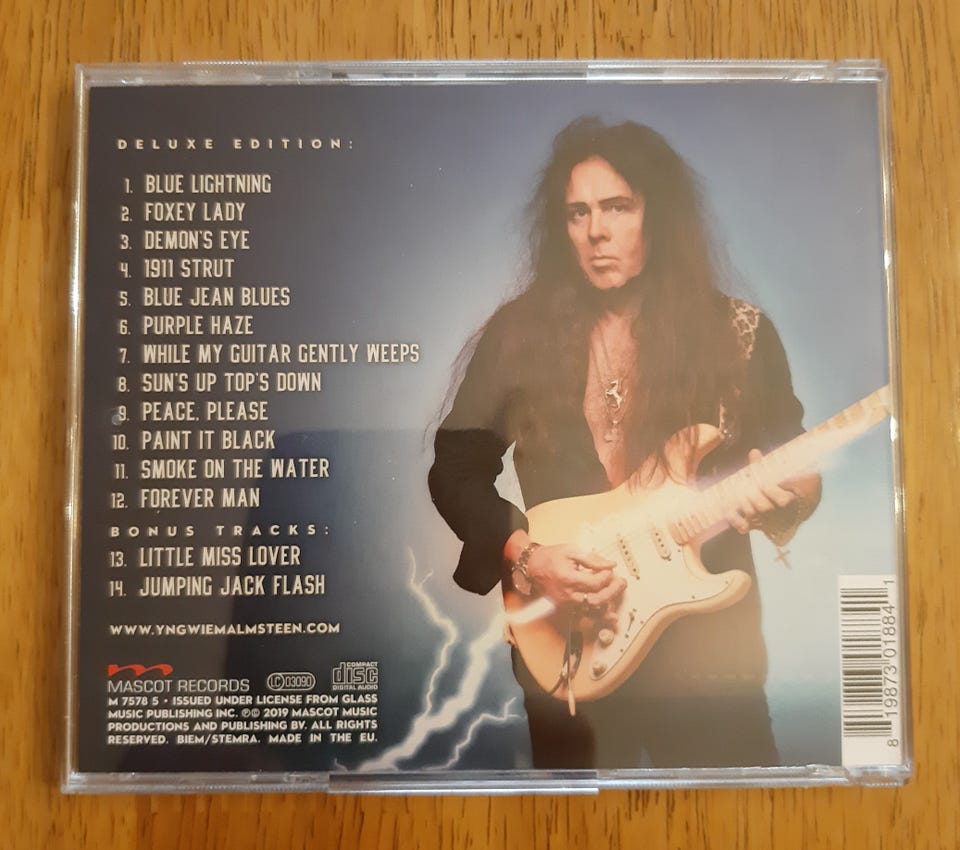 DELUXE EDITION:
1. BLUE LIGHTNING
2. FOXEY LADY
3. DEMON'S EYE
4. 1911 STRUT
5. BLUE JEAN BLUES
6. PURPLE HAZE
7. WHILE MY GUITAR GENTLY WEEPS
8. SUN'S UP TOP'S DOWN
9. PEACE, PLEASE
10. PAINT IT BLACK
11. SMOKE ON THE WATER
12. FOREVER MAN
BONUS TRACKS:
13. LITTLE MISS LOVER
14. JUMPING JACK FLASH
WWW.YNGWIEMALMSTEEN.COM
m
MASCOT RECORDS
LC 03090
COMPACT
disc
DIGITAL AUDIO
M 7578 5 • ISSUED UNDER LICENSE FROM GLASS
MUSIC PUBLISHING INC. ℗© 2019 MASCOT MUSIC
PRODUCTIONS AND PUBLISHING BV. ALL RIGHTS
RESERVED. BIEM/STEMRA. MADE IN THE EU.
8 19873 01884 1